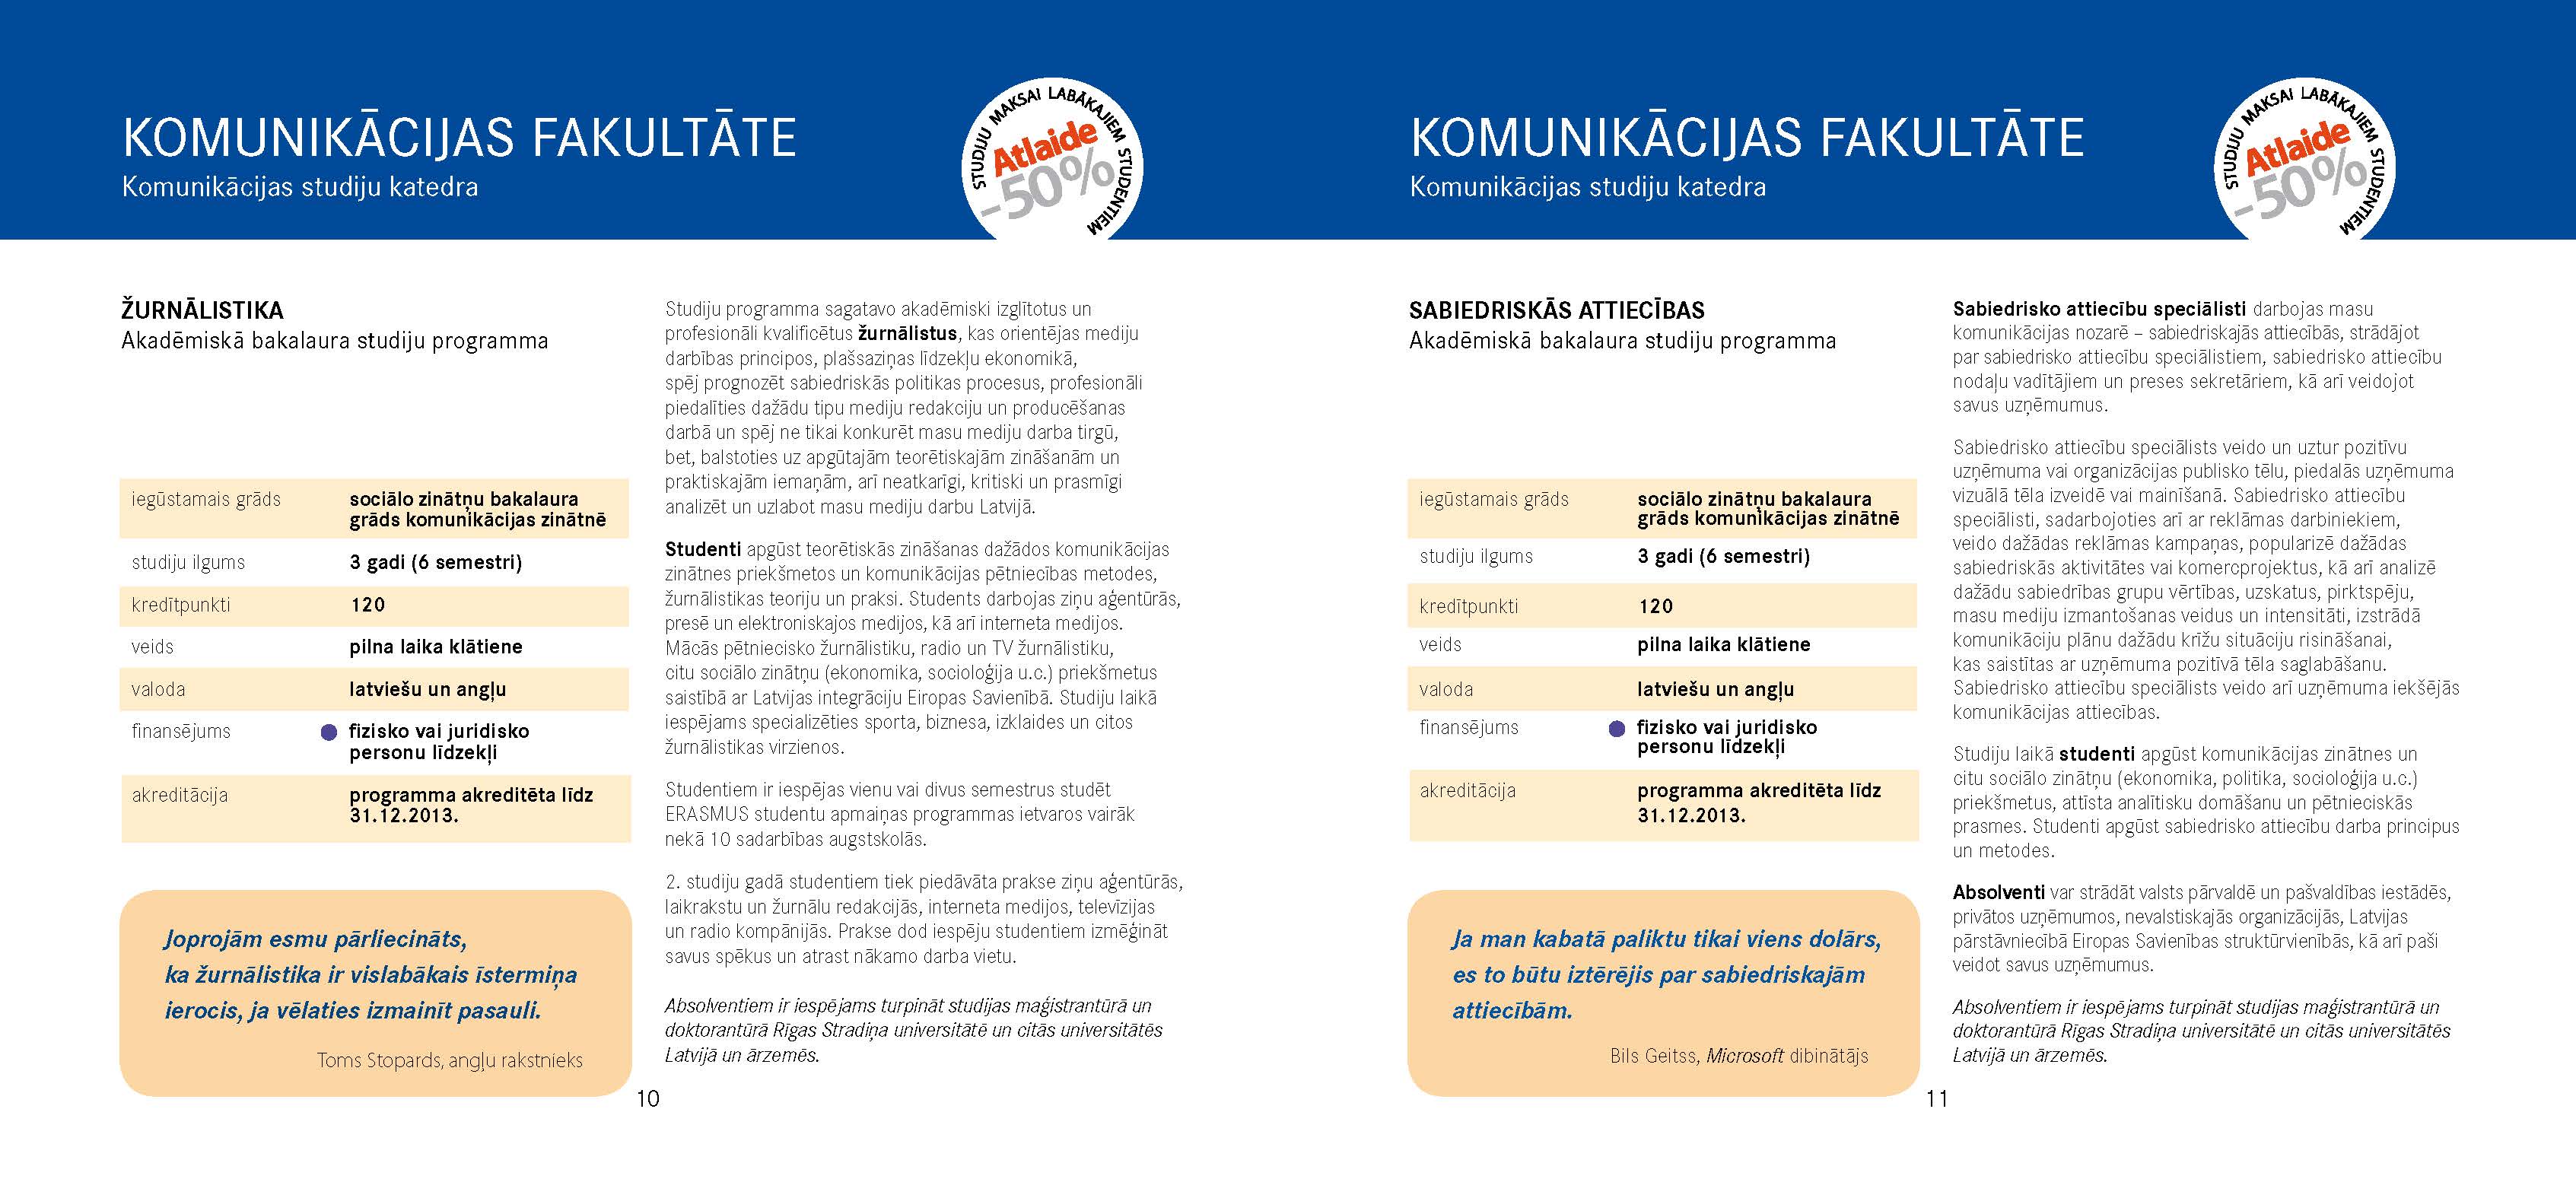 KOMUNIKĀCIJAS FAKULTĀTE
Komunikācijas studiju katedra
STUDIJU MAKSAI LABĀKAJIEM STUDENTIEM
Atlaide
–50%
ŽURNĀLISTIKA
Akadēmiskā bakalaura studiju programma
iegūstamais grāds sociālo zinātņu bakalaura
grāds komunikācijas zinātnē
studiju ilgums 3 gadi (6 semestri)
kredītpunkti 120
veids pilna laika klātiene
valoda latviešu un angļu
finansējums fizisko vai juridisko
personu līdzekļi
akreditācija programma akreditēta līdz
31.12.2013.
Joprojām esmu pārliecināts,
ka žurnālistika ir vislabākais īstermiņa
ierocis, ja vēlaties izmainīt pasauli.
Toms Stopards, angļu rakstnieks
Studiju programma sagatavo akadēmiski izglītotus un
profesionāli kvalificētus žurnālistus, kas orientējas mediju
darbības principos, plašsaziņas līdzekļu ekonomikā,
spēj prognozēt sabiedriskās politikas procesus, profesionāli
piedalīties dažādu tipu mediju redakciju un producēšanas
darbā un spēj ne tikai konkurēt masu mediju darba tirgū,
bet, balstoties uz apgūtajām teorētiskajām zināšanām un
praktiskajām iemaņām, arī neatkarīgi, kritiski un prasmīgi
analizēt un uzlabot masu mediju darbu Latvijā.
Studenti apgūst teorētiskās zināšanas dažādos komunikācijas
zinātnes priekšmetos un komunikācijas pētniecības metodes,
žurnālistikas teoriju un praksi. Students darbojas ziņu aģentūrās,
presē un elektroniskajos medijos, kā arī interneta medijos.
Mācās pētniecisko žurnālistiku, radio un TV žurnālistiku,
citu sociālo zinātņu (ekonomika, socioloģija u.c.) priekšmetus
saistībā ar Latvijas integrāciju Eiropas Savienībā. Studiju laikā
iespējams specializēties sporta, biznesa, izklaides un citos
žurnālistikas virzienos.
Studentiem ir iespējas vienu vai divus semestrus studēt
ERASMUS studentu apmaiņas programmas ietvaros vairāk
nekā 10 sadarbības augstskolās.
2. studiju gadā studentiem tiek piedāvāta prakse ziņu aģentūrās,
laikrakstu un žurnālu redakcijās, interneta medijos, televīzijas
un radio kompānijās. Prakse dod iespēju studentiem izmēģināt
savus spēkus un atrast nākamo darba vietu.
Absolventiem ir iespējams turpināt studijas maģistrantūrā un
doktorantūrā Rīgas Stradiņa universitātē un citās universitātēs
Latvijā un ārzemēs.
10
KOMUNIKĀCIJAS FAKULTĀTE
Komunikācijas studiju katedra
STUDIJU MAKSAI LABĀKAJIEM STUDENTIEM
Atlaide
–50%
SABIEDRISKĀS ATTIECĪBAS
Akadēmiskā bakalaura studiju programma
iegūstamais grāds sociālo zinātņu bakalaura
grāds komunikācijas zinātnē
studiju ilgums 3 gadi (6 semestri)
kredītpunkti 120
veids pilna laika klātiene
valoda latviešu un angļu
finansējums fizisko vai juridisko
personu līdzekļi
akreditācija programma akreditēta līdz
31.12.2013.
Ja man kabatā paliktu tikai viens dolārs,
es to būtu iztērējis par sabiedriskajām
attiecībām.
Bils Geitss, Microsoft dibinātājs
Sabiedrisko attiecību speciālisti darbojas masu
komunikācijas nozarē – sabiedriskajās attiecībās, strādājot
par sabiedrisko attiecību speciālistiem, sabiedrisko attiecību
nodaļu vadītājiem un preses sekretāriem, kā arī veidojot
savus uzņēmumus.
Sabiedrisko attiecību speciālists veido un uztur pozitīvu
uzņēmuma vai organizācijas publisko tēlu, piedalās uzņēmuma
vizuālā tēla izveidē vai mainīšanā. Sabiedrisko attiecību
speciālisti, sadarbojoties arī ar reklāmas darbiniekiem,
veido dažādas reklāmas kampaņas, popularizē dažādas
sabiedriskās aktivitātes vai komercprojektus, kā arī analizē
dažādu sabiedrības grupu vērtības, uzskatus, pirktspēju,
masu mediju izmantošanas veidus un intensitāti, izstrādā
komunikāciju plānu dažādu krīžu situāciju risināšanai,
kas saistītas ar uzņēmuma pozitīvā tēla saglabāšanu.
Sabiedrisko attiecību speciālists veido arī uzņēmuma iekšējās
komunikācijas attiecības.
Studiju laikā studenti apgūst komunikācijas zinātnes un
citu sociālo zinātņu (ekonomika, politika, socioloģija u.c.)
priekšmetus, attīsta analītisku domāšanu un pētnieciskās
prasmes. Studenti apgūst sabiedrisko attiecību darba principus
un metodes.
Absolventi var strādāt valsts pārvaldē un pašvaldības iestādēs,
privātos uzņēmumos, nevalstiskajās organizācijās, Latvijas
pārstāvniecībā Eiropas Savienības struktūrvienībās, kā arī paši
veidot savus uzņēmumus.
Absolventiem ir iespējams turpināt studijas maģistrantūrā un
doktorantūrā Rīgas Stradiņa universitātē un citās universitātēs
Latvijā un ārzemēs.
11